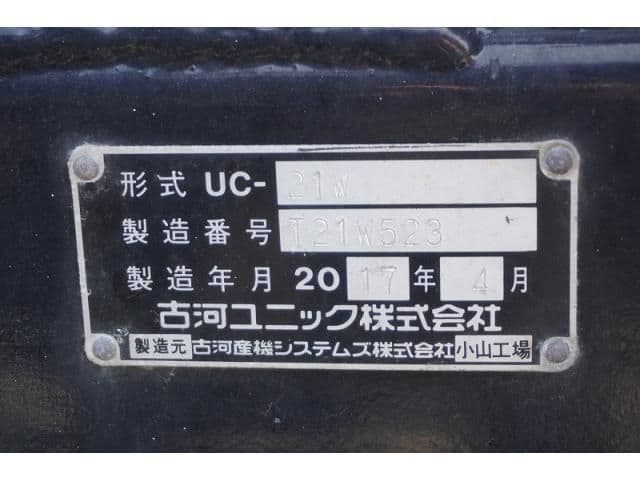 形式 UC- 21W
製造番号 T21W523
製造年月 2017年 4月
古河ユニック株式会社
製造元 古河産機システムズ株式会社 小山工場